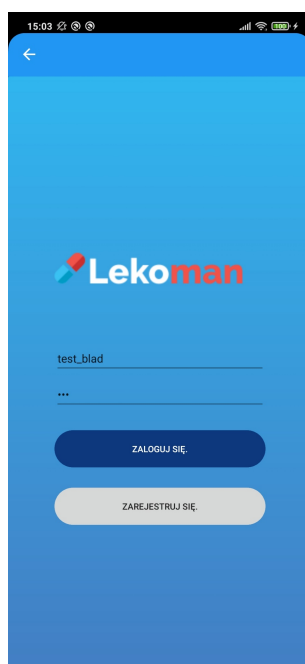 15:03
100
Lekoman
test_blad
•••
ZALOGUJ SIĘ.
ZAREJESTRUJ SIĘ.